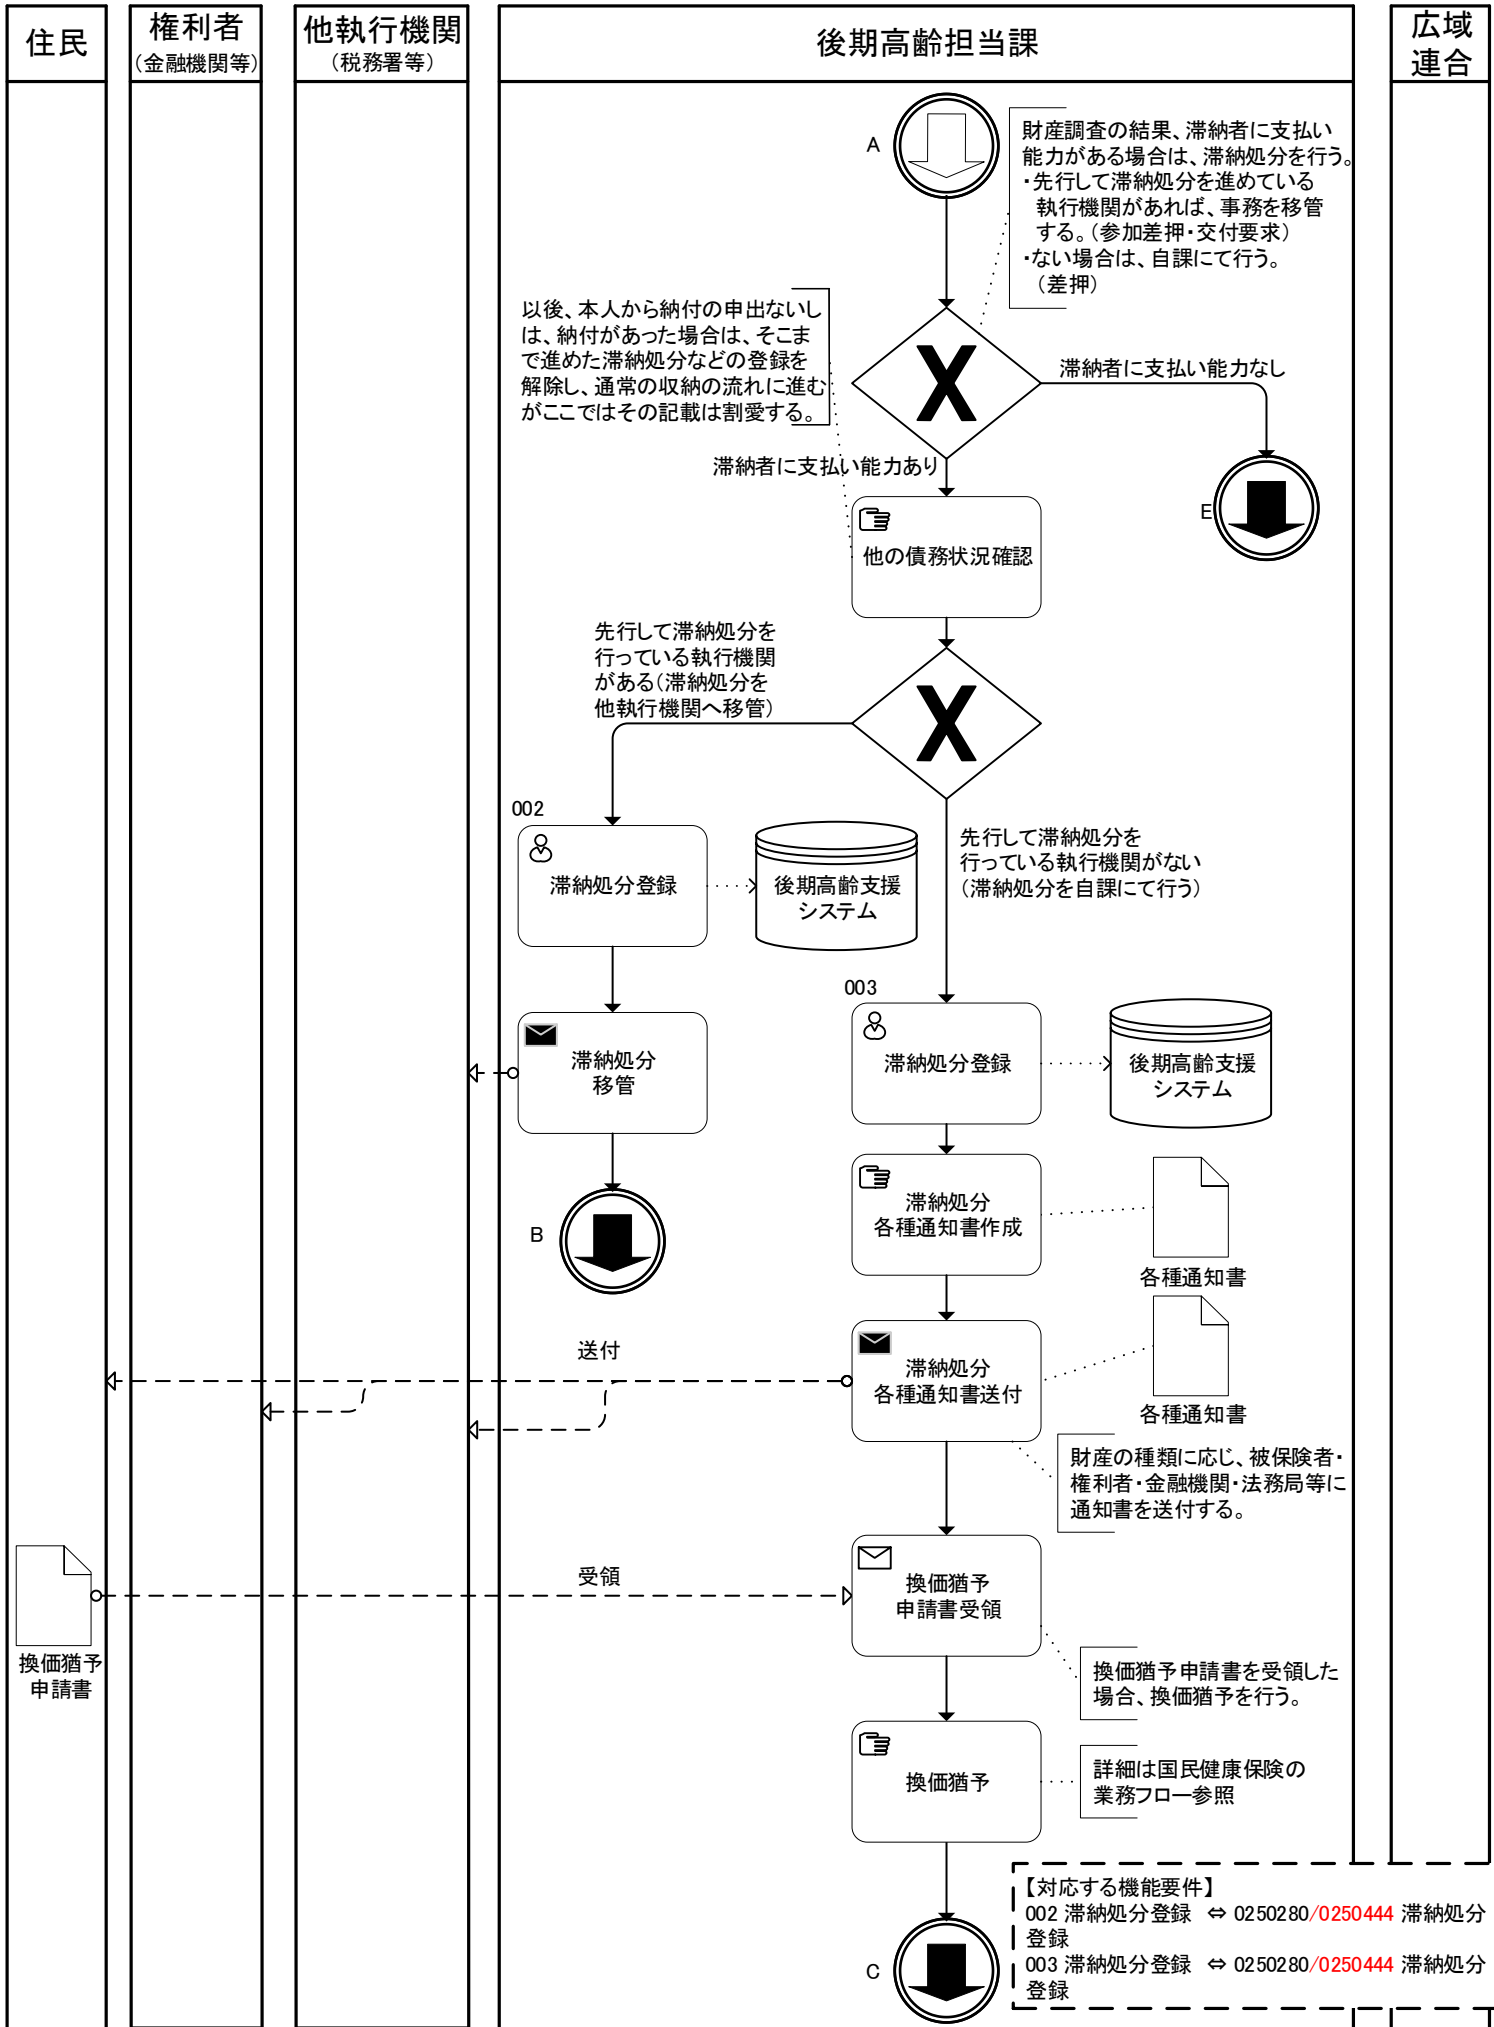 住民
権利者
(金融機関等)
他執行機関
(税務署等)
後期高齢担当課
広域
連合
A
財産調査の結果、滞納者に支払い
能力がある場合は、滞納処分を行う。
・先行して滞納処分を進めている
執行機関があれば、事務を移管
する。(参加差押・交付要求)
・ない場合は、自課にて行う。
(差押)
以後、本人から納付の申出ないし
は、納付があった場合は、そこま
で進めた滞納処分などの登録を
解除し、通常の収納の流れに進む
がここではその記載は割愛する。
X
滞納者に支払い能力なし
滞納者に支払い能力あり
E
他の債務状況確認
先行して滞納処分を
行っている執行機関
がある(滞納処分を
他執行機関へ移管)
X
002
滞納処分登録
後期高齢支援
システム
先行して滞納処分を
行っている執行機関がない
(滞納処分を自課にて行う)
003
滞納処分登録
後期高齢支援
システム
滞納処分
移管
B
滞納処分
各種通知書作成
各種通知書
送付
滞納処分
各種通知書送付
各種通知書
財産の種類に応じ、被保険者・
権利者・金融機関・法務局等に
通知書を送付する。
換価猶予
申請書
受領
換価猶予
申請書受領
換価猶予申請書を受領した
場合、換価猶予を行う。
換価猶予
詳細は国民健康保険の
業務フロー参照
C
【対応する機能要件】
002 滞納処分登録 ⇔ 0250280/0250444 滞納処分
登録
003 滞納処分登録 ⇔ 0250280/0250444 滞納処分
登録